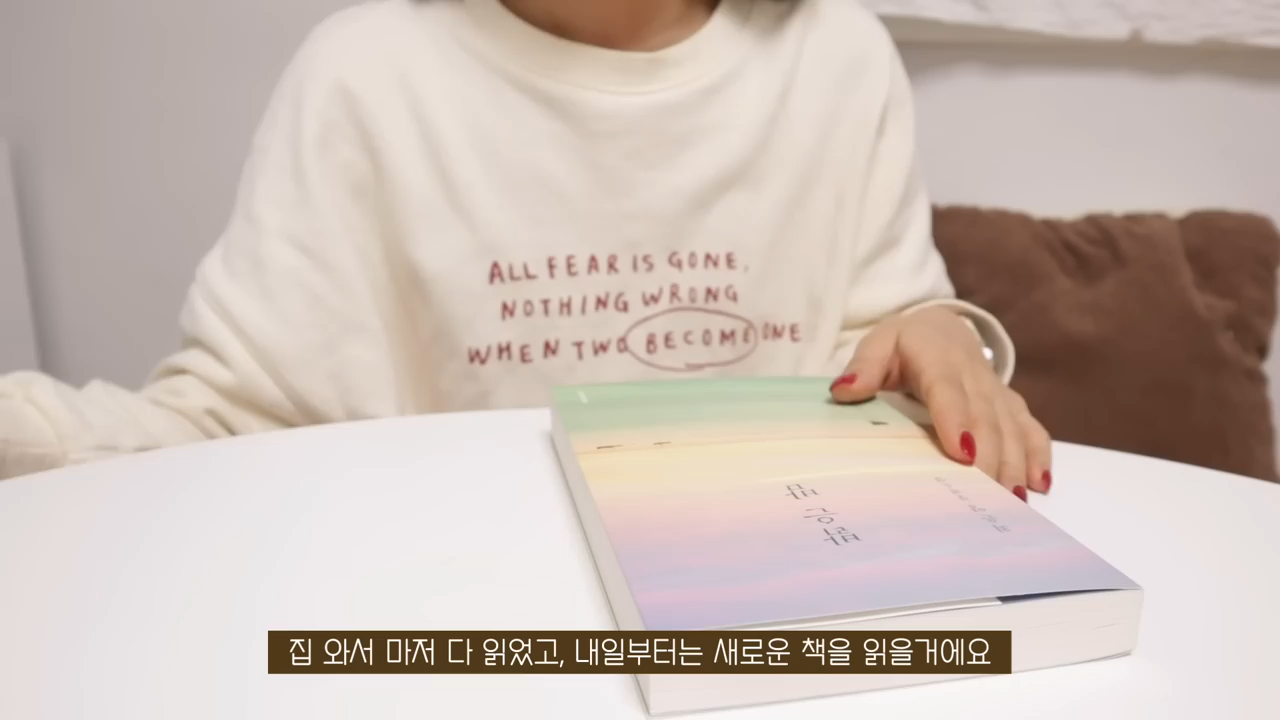 ALL FEAR IS GONE,
NOTHING WRONG
WHEN TWO BECOME ONE
집 와서 마저 다 읽었고, 내일부터는 새로운 책을 읽을거에요